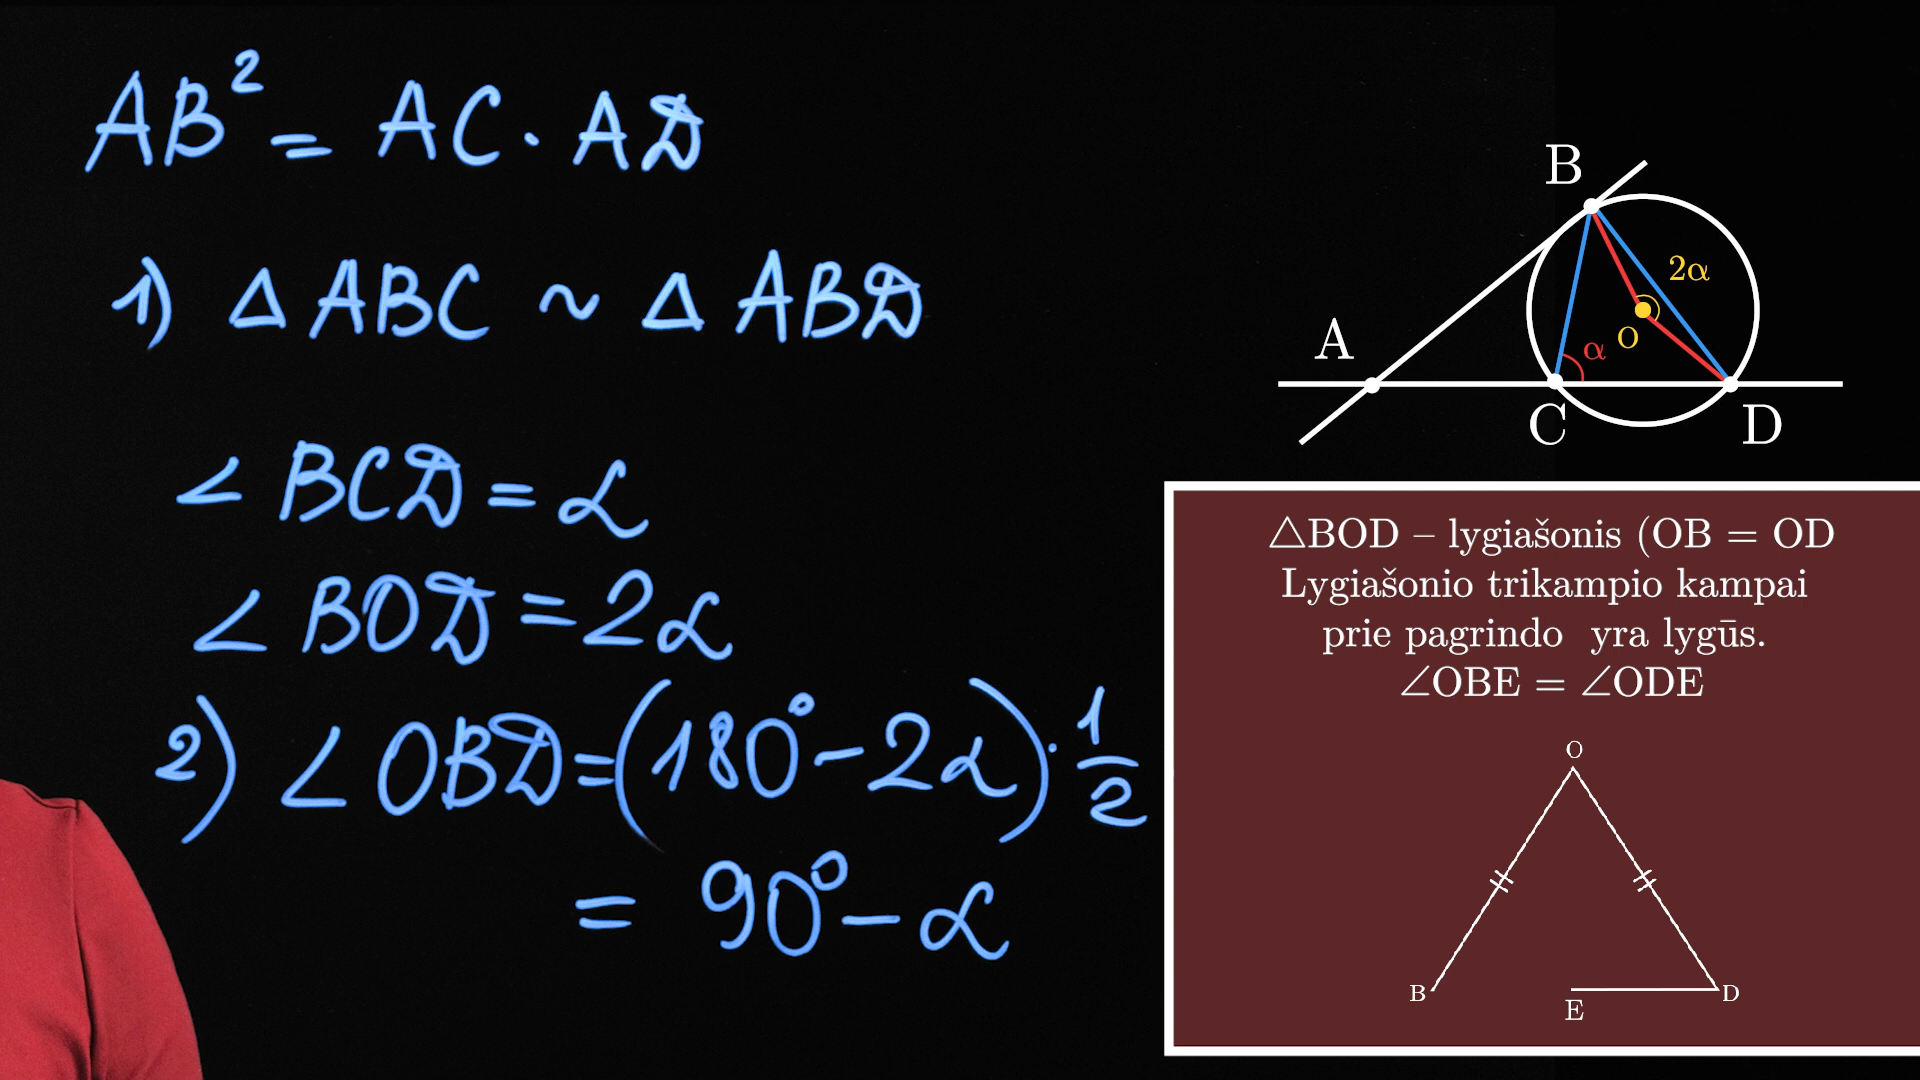 AB² = AC · AD
1) △ ABC ~ △ ABD
∠ BCD = α
∠ BOD = 2α
2) ∠ OBD = (180° − 2α) · 1/2
= 90° − α
B
2α
A
O
α
C
D
△BOD – lygiašonis (OB = OD
Lygiašonio trikampio kampai
prie pagrindo yra lygūs.
∠OBE = ∠ODE
O
B
D
E